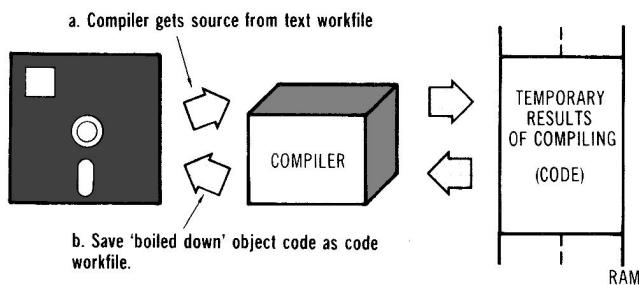 a. Compiler gets source from text workfile
COMPILER
TEMPORARY
RESULTS
OF COMPILING
(CODE)
b. Save 'boiled down' object code as code
workfile.
RAM